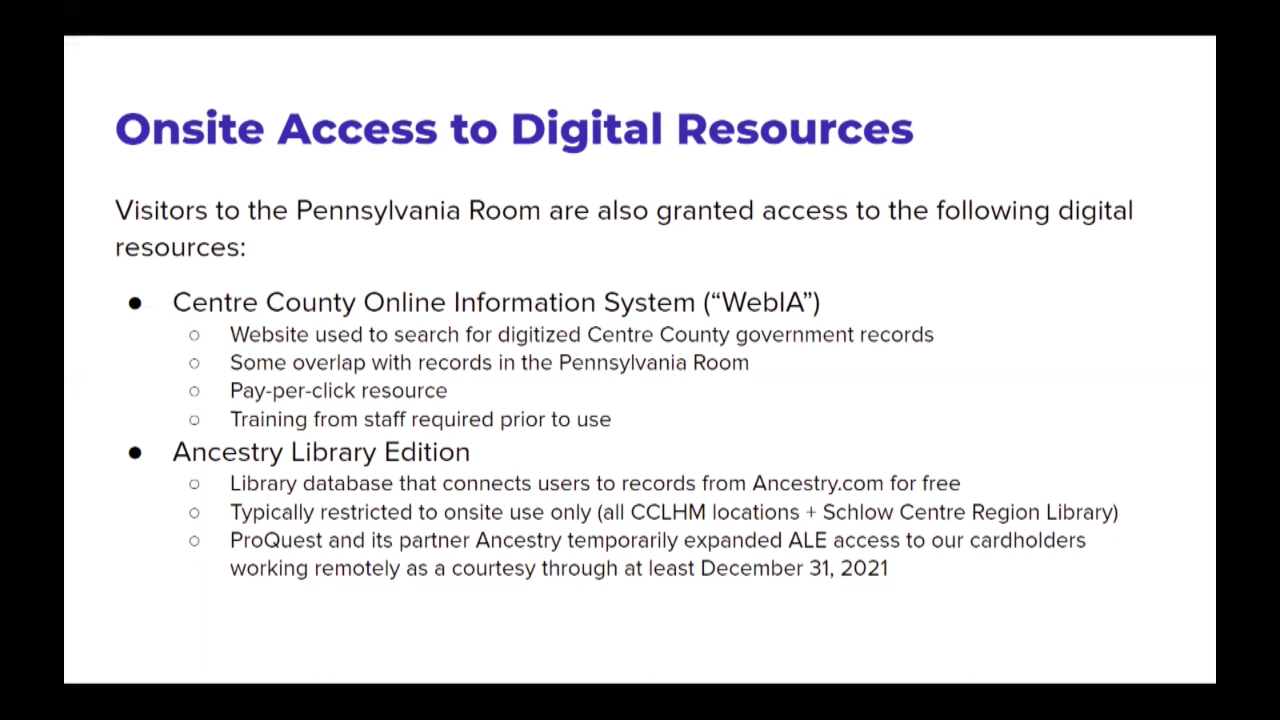 Onsite Access to Digital Resources
Visitors to the Pennsylvania Room are also granted access to the following digital
resources:
● Centre County Online Information System (“WebIA”)
○ Website used to search for digitized Centre County government records
○ Some overlap with records in the Pennsylvania Room
○ Pay-per-click resource
○ Training from staff required prior to use
● Ancestry Library Edition
○ Library database that connects users to records from Ancestry.com for free
○ Typically restricted to onsite use only (all CCLHM locations + Schlow Centre Region Library)
○ ProQuest and its partner Ancestry temporarily expanded ALE access to our cardholders
working remotely as a courtesy through at least December 31, 2021